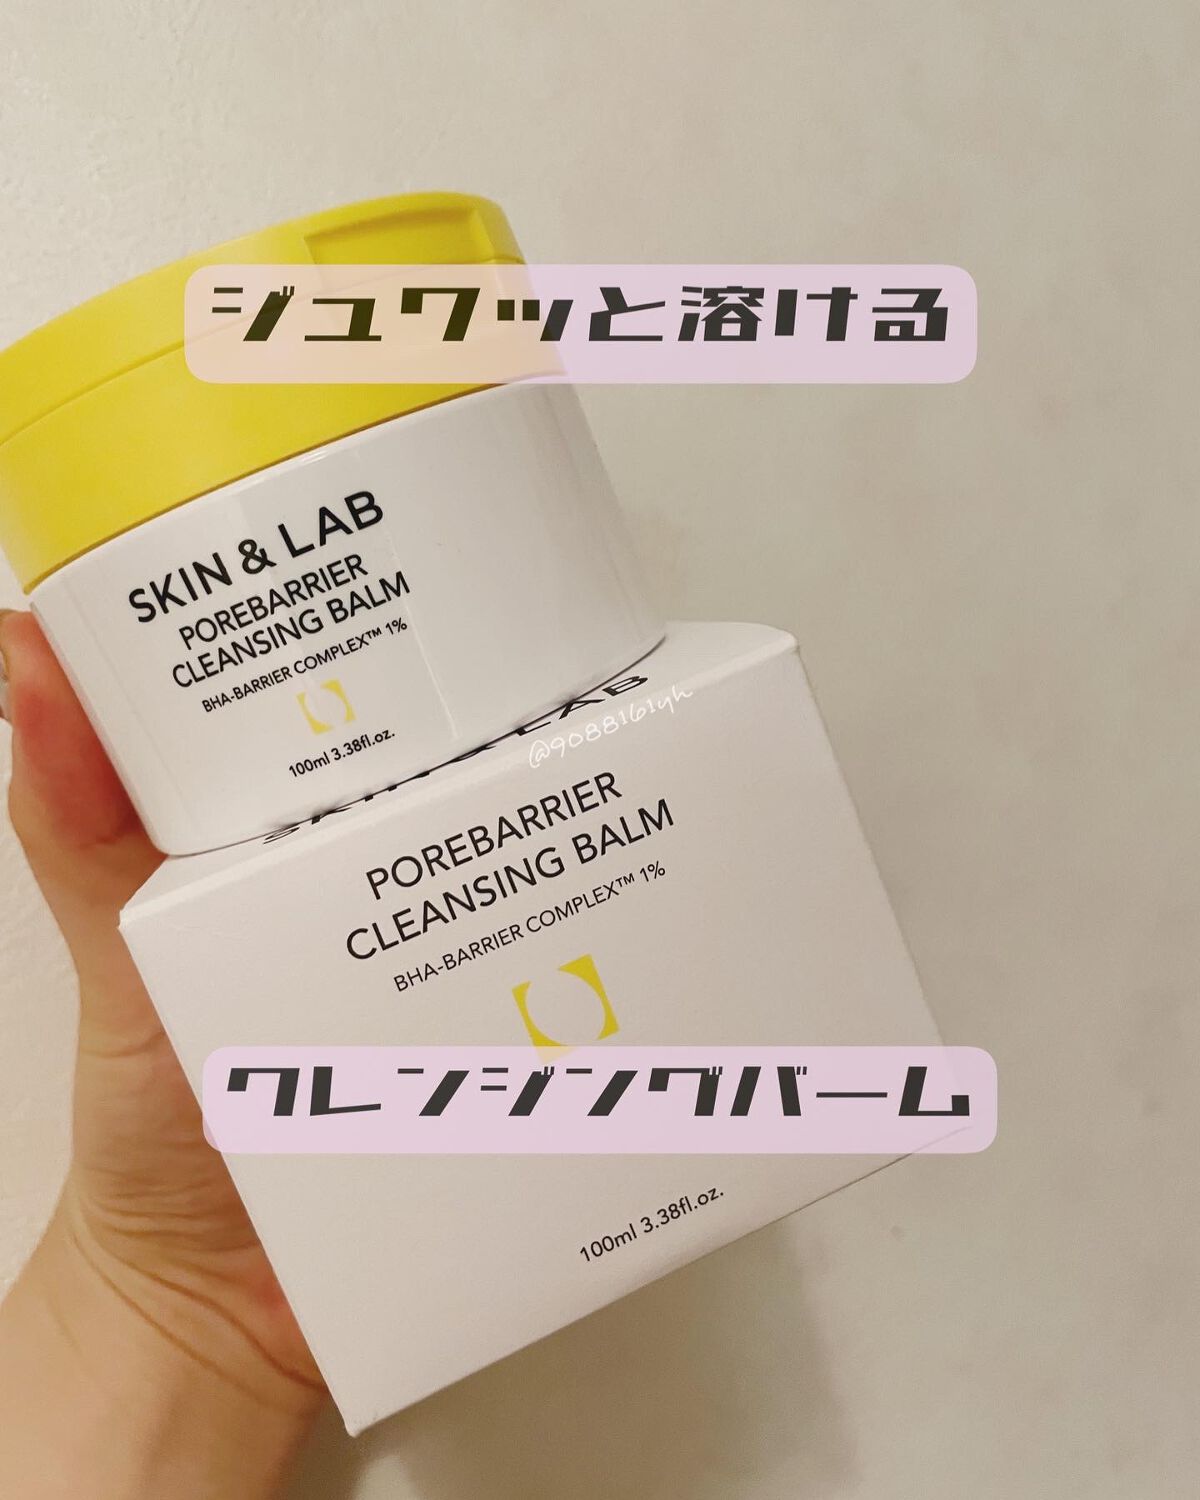 ジュワッと溶ける
SKIN & LAB
POREBARRIER
CLEANSING BALM
BHA-BARRIER COMPLEX™ 1%
100ml 3.38fl.oz.
SKIN & LAB
@9088161yh
POREBARRIER
CLEANSING BALM
BHA-BARRIER COMPLEX™ 1%
クレンジングバーム
100ml 3.38fl.oz.